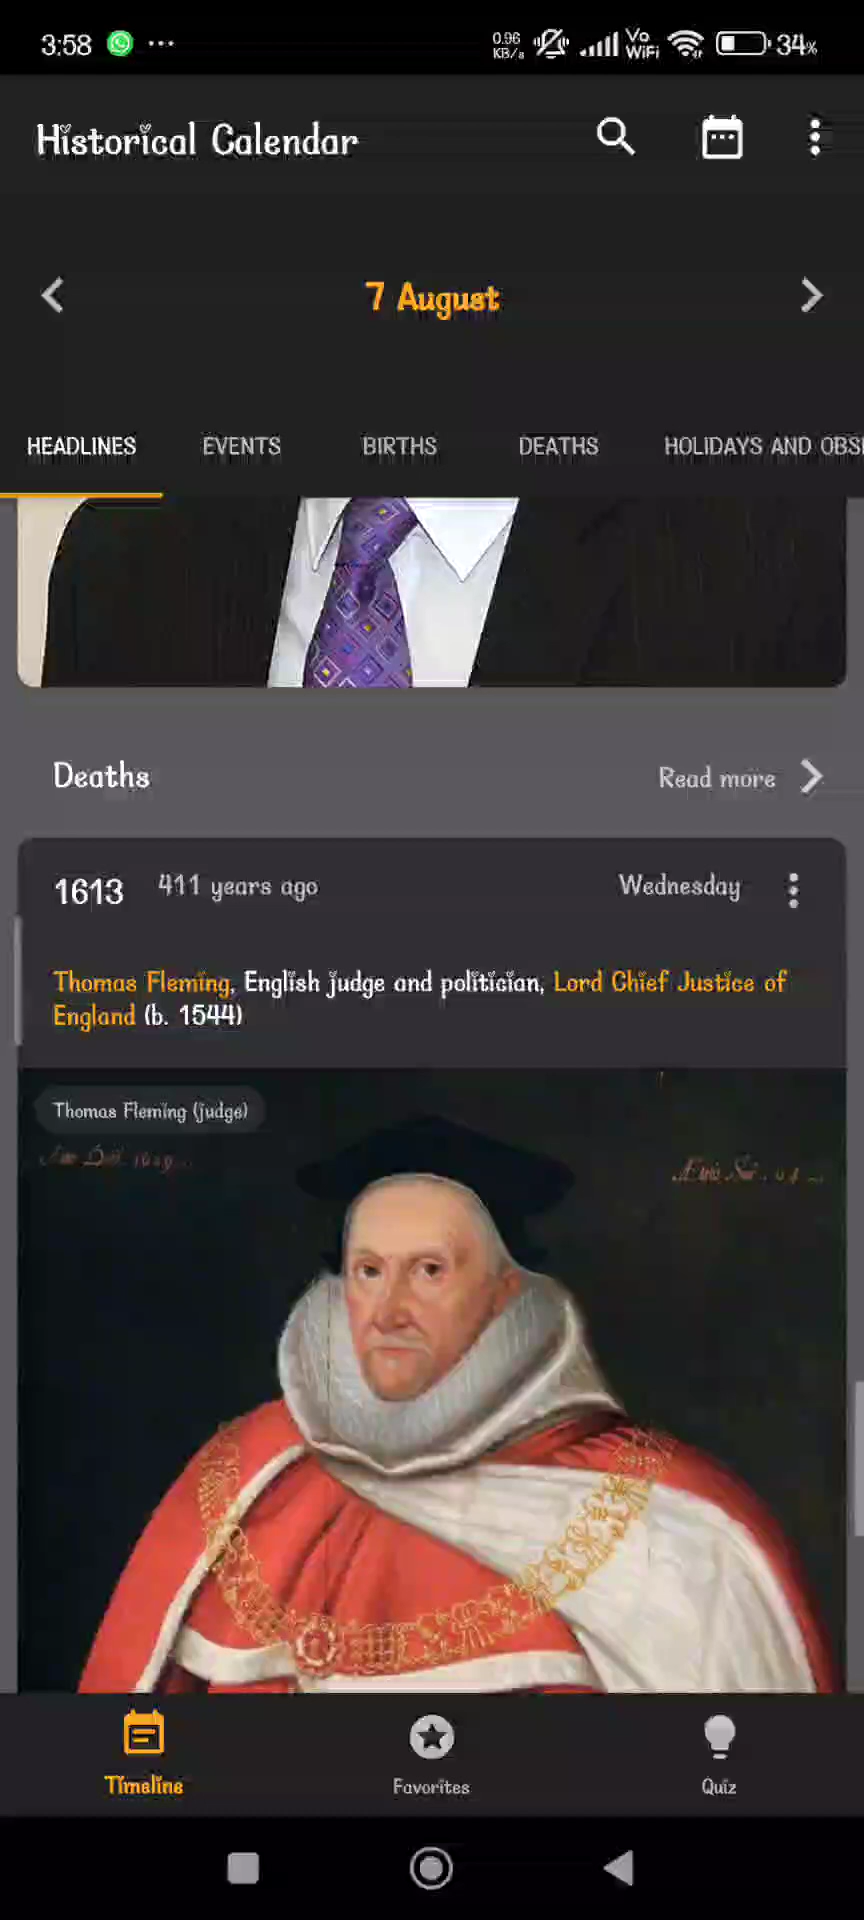 3:58
0.96
KB/s
Vo
WiFi
34%
Historical Calendar
7 August
HEADLINES EVENTS BIRTHS DEATHS HOLIDAYS AND OBS
Deaths
Read more
1613 411 years ago Wednesday
Thomas Fleming, English judge and politician, Lord Chief Justice of
England (b. 1544)
Thomas Fleming (judge)
Timeline
Favorites
Quiz